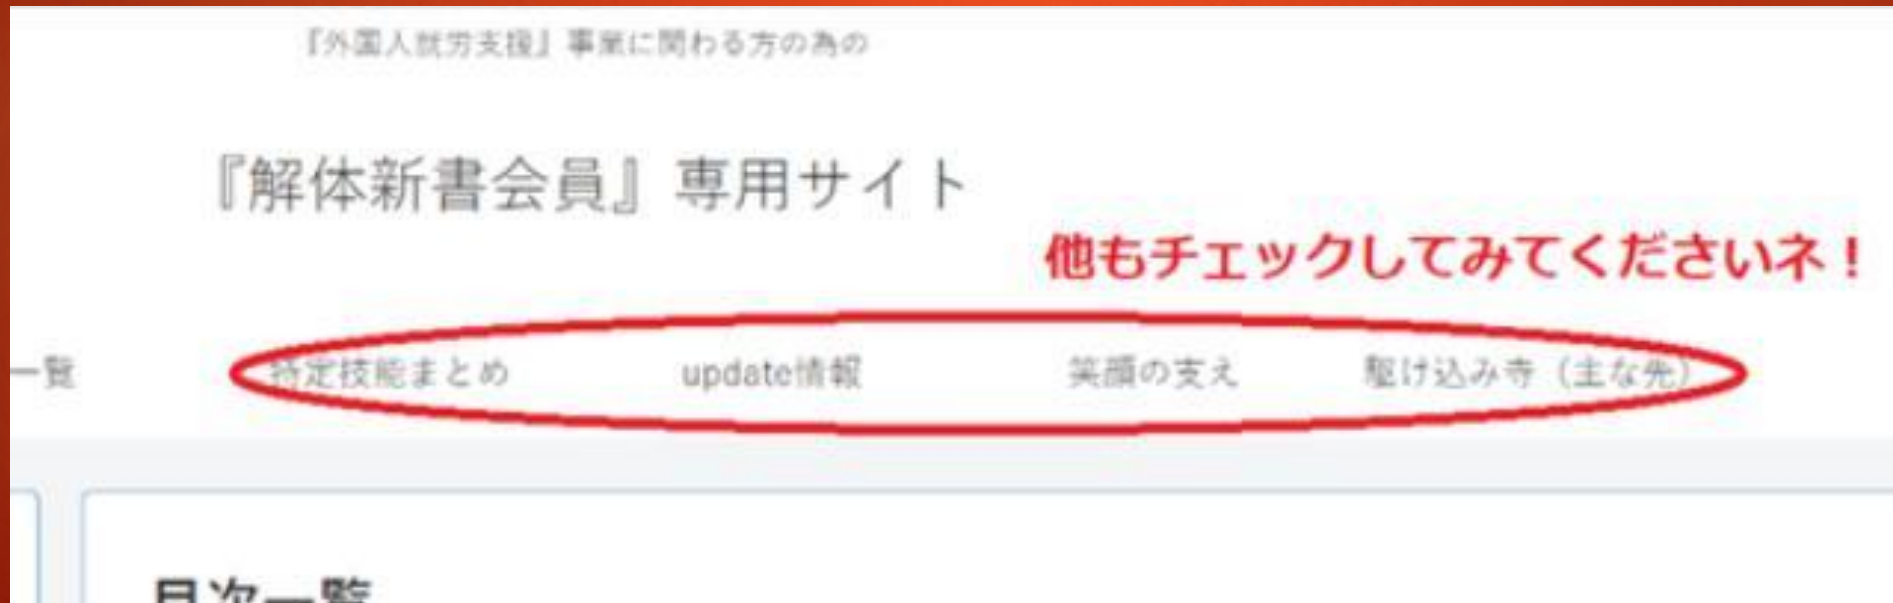 『外国人就労支援』事業に関わる方の為の
『解体新書会員』専用サイト
他もチェックしてみてくださいネ！
一覧 特定技能まとめ update情報 笑顔の支え 駆け込み寺（主な先）
目次一覧